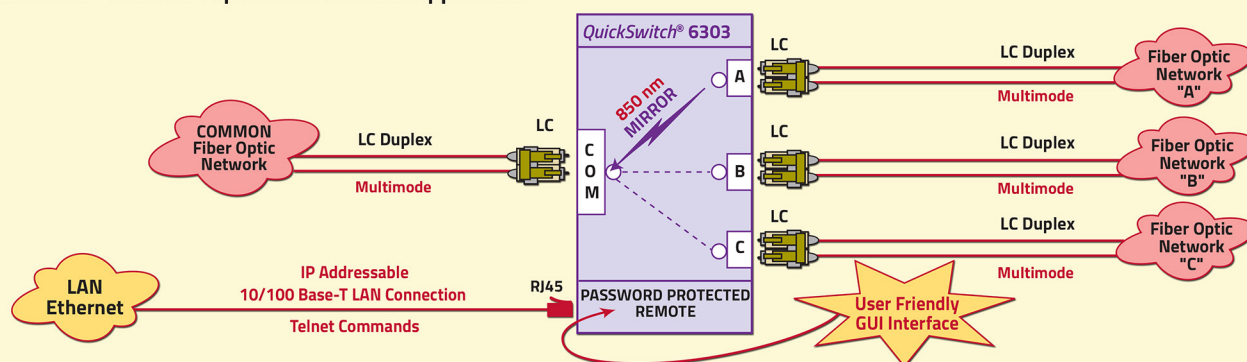 QuickSwitch® 6303
LC
A
LC Duplex
Multimode
Fiber Optic
Network
"A"
850 nm
MIRROR
COMMON
Fiber Optic
Network
LC Duplex
Multimode
LC
C
O
M
B
LC
LC Duplex
Multimode
Fiber Optic
Network
"B"
C
LC
LC Duplex
Multimode
Fiber Optic
Network
"C"
LAN
Ethernet
IP Addressable
10/100 Base-T LAN Connection
Telnet Commands
RJ45
PASSWORD PROTECTED
REMOTE
User Friendly
GUI Interface